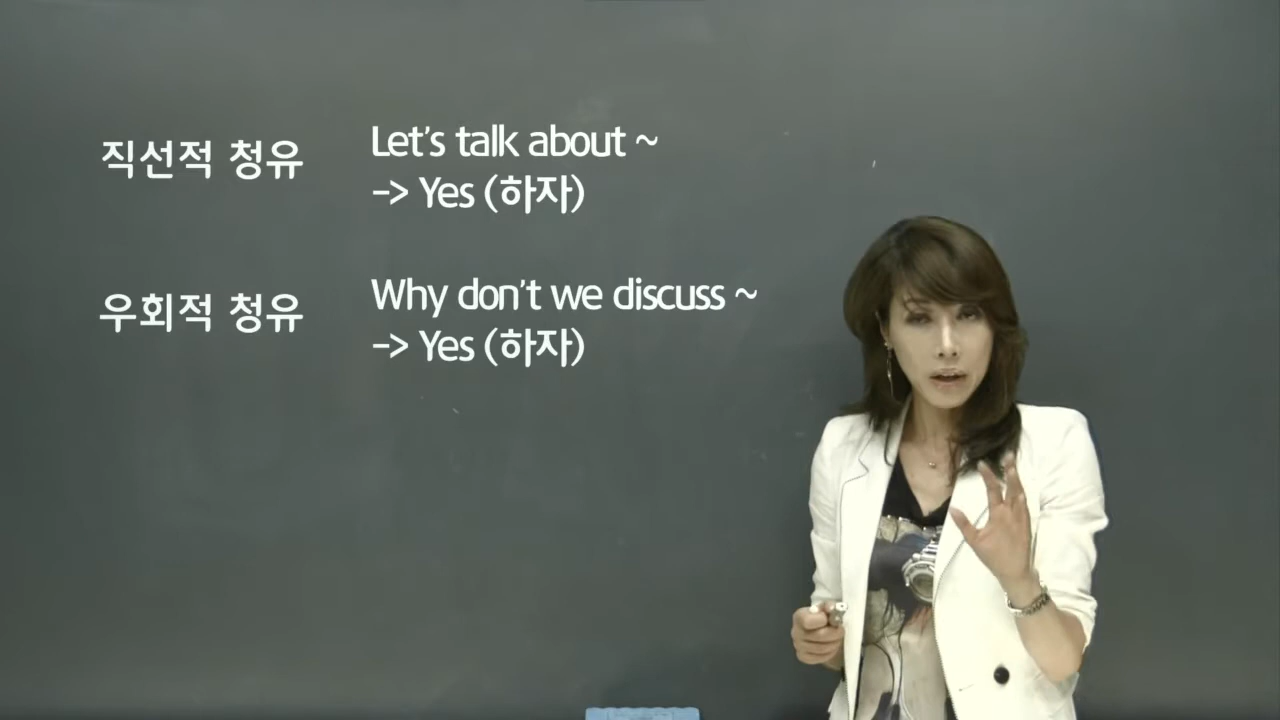 직선적 청유
Let's talk about ~
-> Yes (하자)
우회적 청유
Why don't we discuss ~
-> Yes (하자)